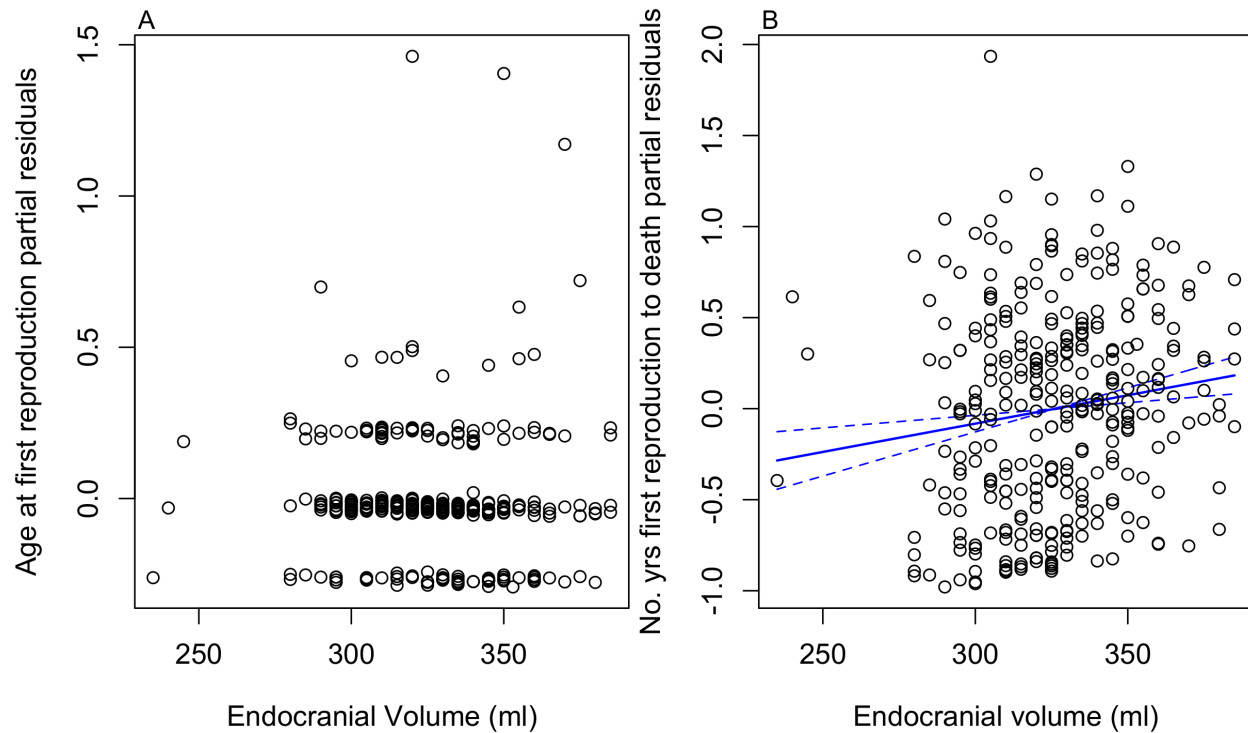 A
Age at first reproduction partial residuals
1.5
1.0
0.5
0.0
250
300
350
Endocranial Volume (ml)
B
No. yrs first reproduction to death partial residuals
2.0
1.5
1.0
0.5
0.0
-0.5
-1.0
250
300
350
Endocranial volume (ml)